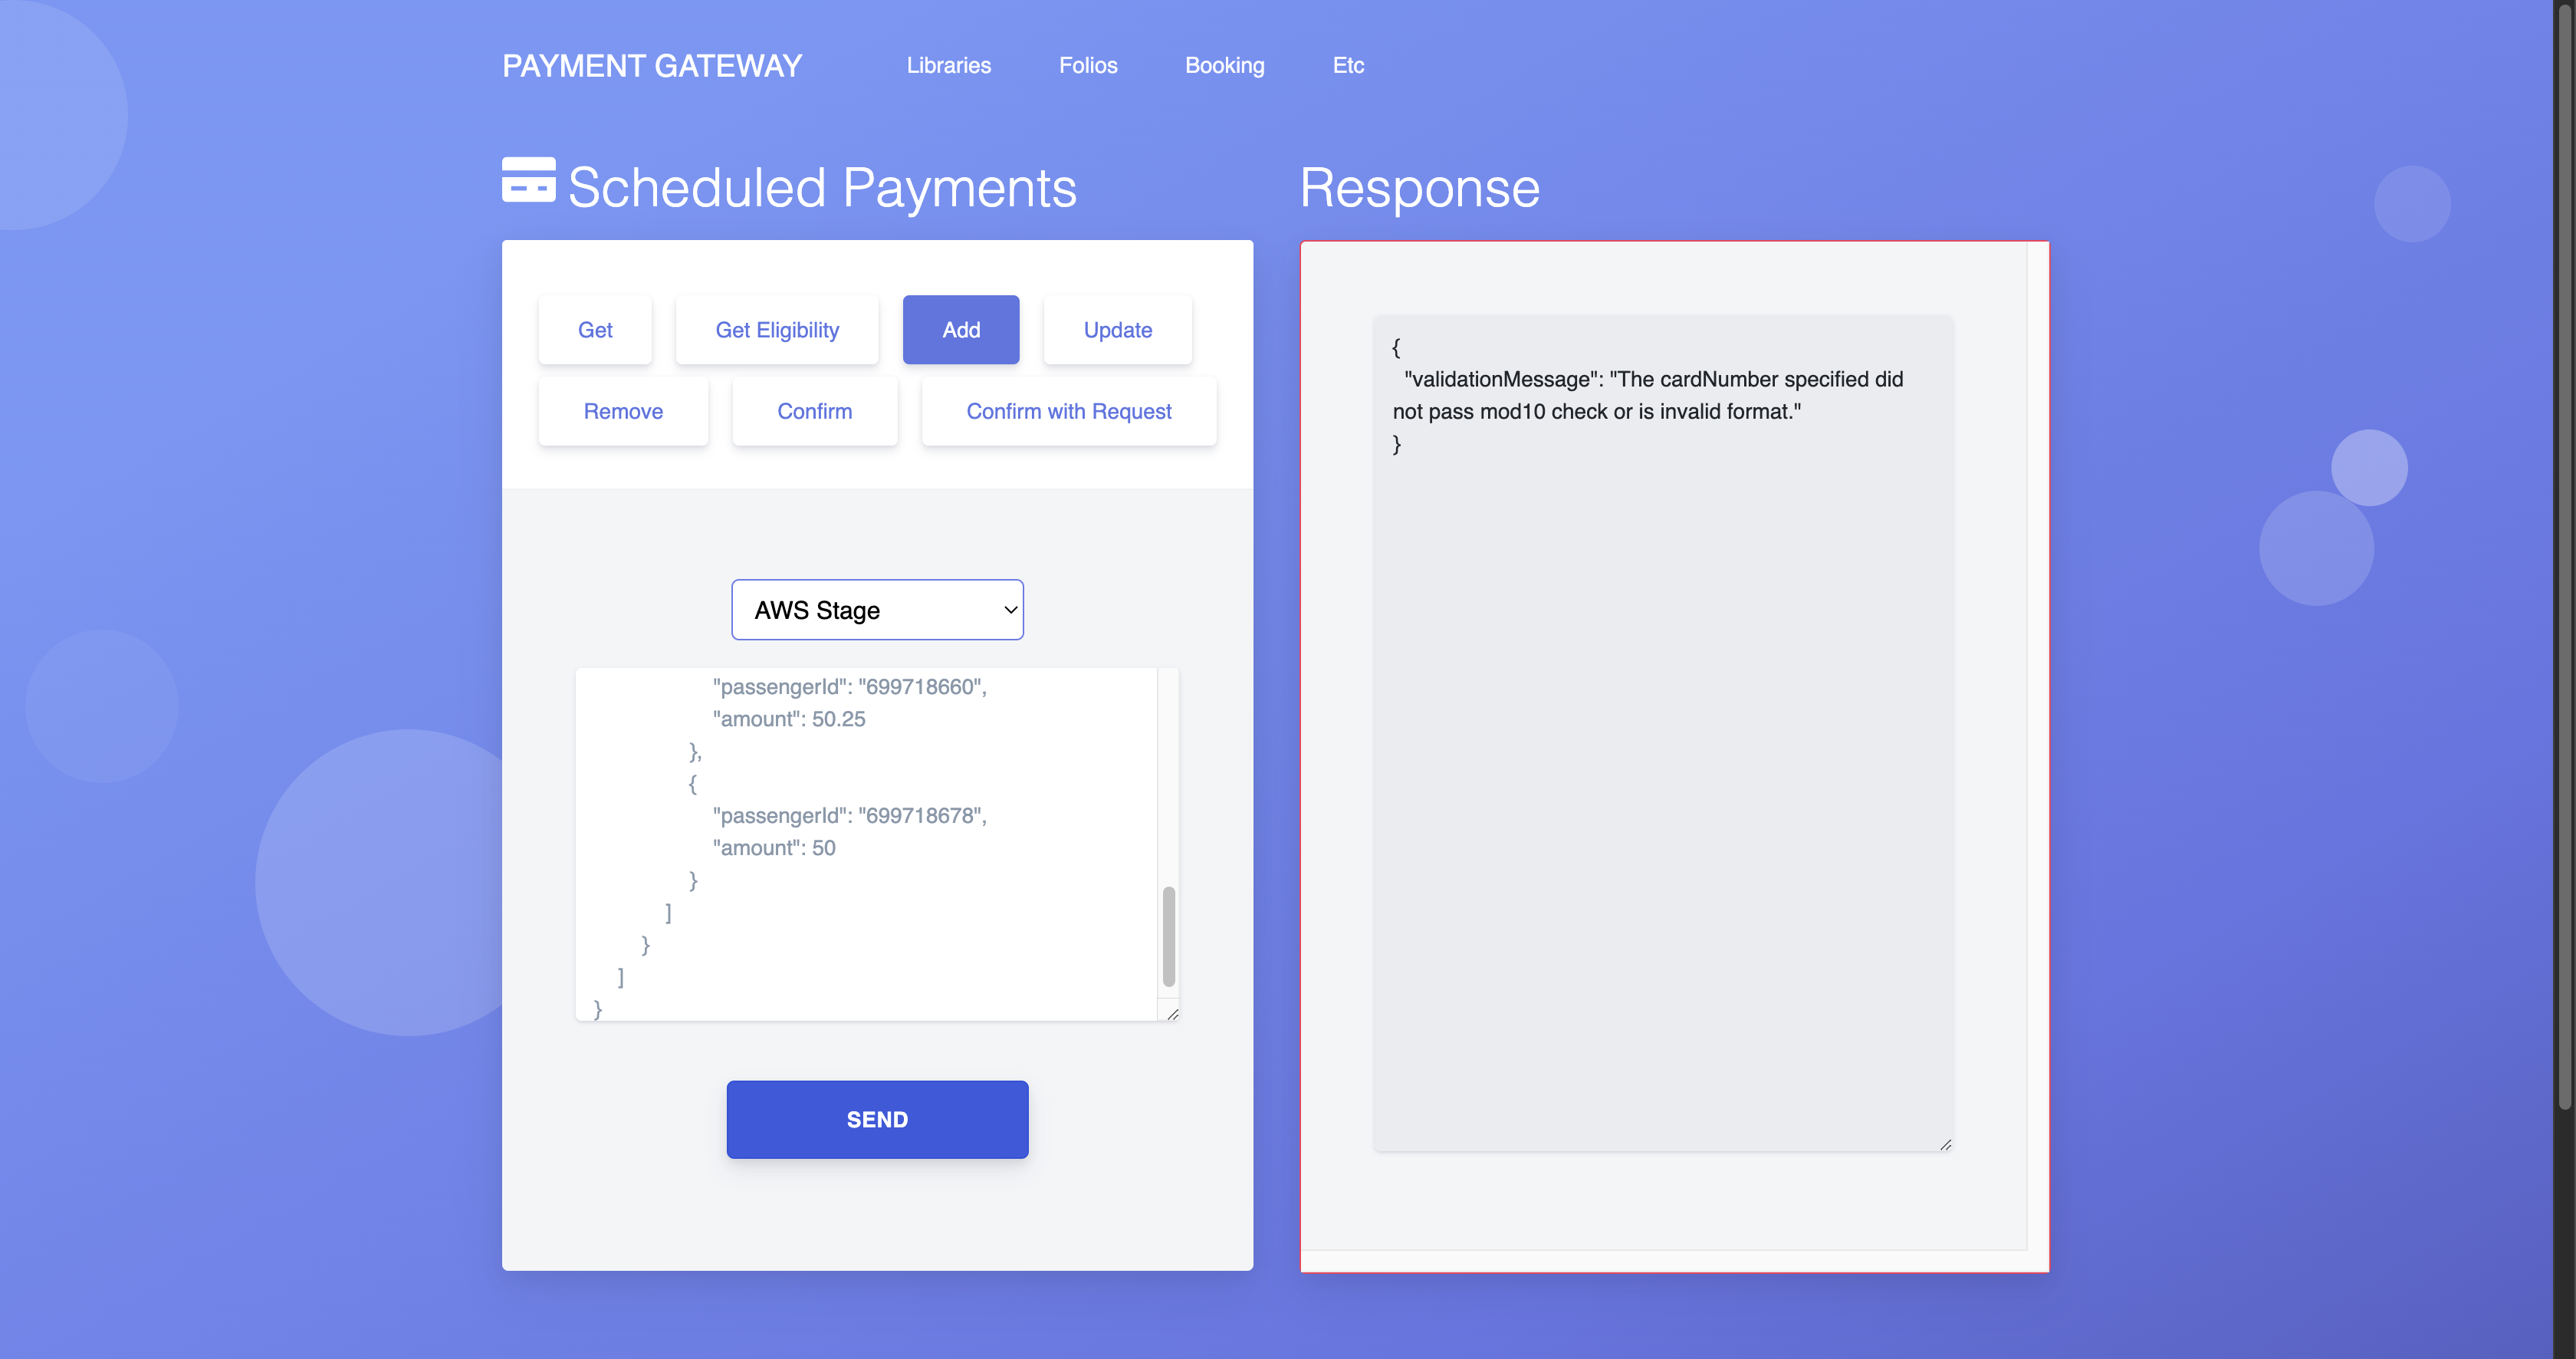 PAYMENT GATEWAY
Libraries
Folios
Booking
Etc
Scheduled Payments
Get
Get Eligibility
Add
Update
Remove
Confirm
Confirm with Request
AWS Stage
"passengerId": "699718660",
"amount": 50.25
},
{
"passengerId": "699718678",
"amount": 50
}
]
}
]
}
SEND
Response
{
"validationMessage": "The cardNumber specified did
not pass mod10 check or is invalid format."
}